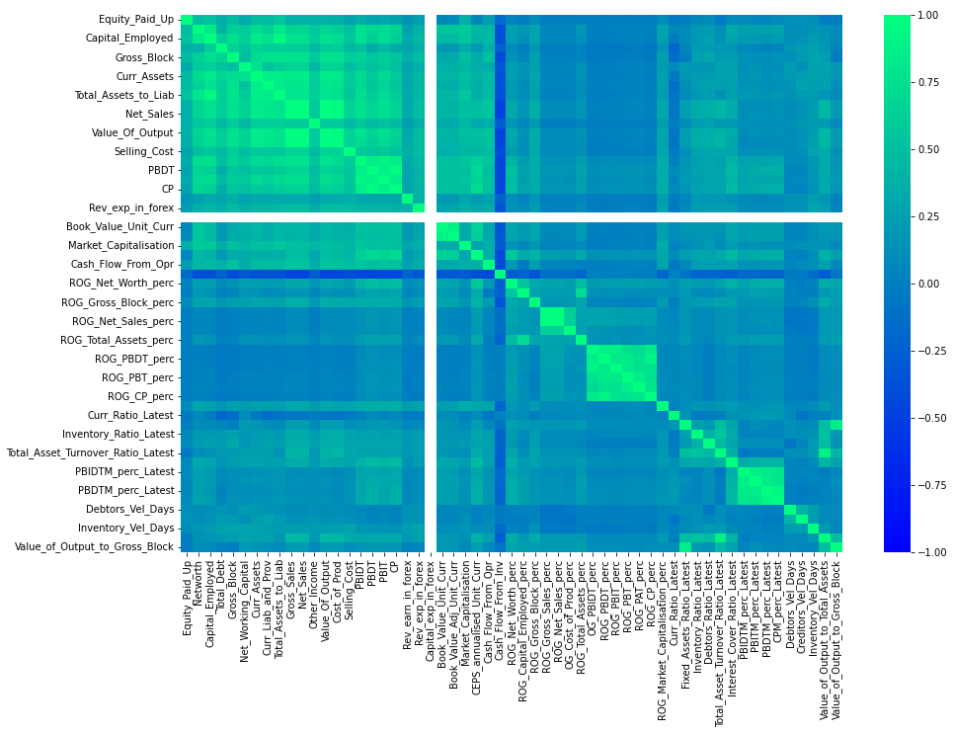 Equity_Paid_Up
Capital_Employed
Gross_Block
Curr_Assets
Total_Assets_to_Liab
Net_Sales
Value_Of_Output
Selling_Cost
PBDT
CP
Rev_exp_in_forex
Book_Value_Unit_Curr
Market_Capitalisation
Cash_Flow_From_Opr
ROG_Net_Worth_perc
ROG_Gross_Block_perc
ROG_Net_Sales_perc
ROG_Total_Assets_perc
ROG_PBDT_perc
ROG_PBT_perc
ROG_CP_perc
Curr_Ratio_Latest
Inventory_Ratio_Latest
Total_Asset_Turnover_Ratio_Latest
PBIDTM_perc_Latest
PBDTM_perc_Latest
Debtors_Vel_Days
Inventory_Vel_Days
Value_of_Output_to_Gross_Block
Equity_Paid_Up
Networth
Capital_Employed
Total_Debt
Gross_Block
Net_Working_Capital
Curr_Assets
Curr_Liab_and_Prov
Total_Assets_to_Liab
Gross_Sales
Net_Sales
Other_Income
Value_Of_Output
Cost_of_Prod
Selling_Cost
PBIDT
PBDT
PBIT
CP
Rev_earn_in_forex
Rev_exp_in_forex
Capital_exp_in_forex
Book_Value_Unit_Curr
Book_Value_Adj_Unit_Curr
Market_Capitalisation
CEPS_annualised_Unit_Curr
Cash_Flow_From_Opr
Cash_Flow_From_Inv
ROG_Net_Worth_perc
ROG_Capital_Employed_perc
ROG_Gross_Block_perc
ROG_Gross_Sales_perc
ROG_Net_Sales_perc
OG_Cost_of_Prod_perc
ROG_Total_Assets_perc
OG_PBIDT_perc
ROG_PBDT_perc
ROG_PBIT_perc
ROG_PBT_perc
ROG_PAT_perc
ROG_CP_perc
ROG_Market_Capitalisation_perc
Curr_Ratio_Latest
Fixed_Assets_Ratio_Latest
Inventory_Ratio_Latest
Debtors_Ratio_Latest
Total_Asset_Turnover_Ratio_Latest
Interest_Cover_Ratio_Latest
PBIDTM_perc_Latest
PBITM_perc_Latest
PBDTM_perc_Latest
CPM_perc_Latest
Debtors_Vel_Days
Creditors_Vel_Days
Inventory_Vel_Days
Value_of_Output_to_Total_Assets
Value_of_Output_to_Gross_Block
1.00
0.75
0.50
0.25
0.00
−0.25
−0.50
−0.75
−1.00